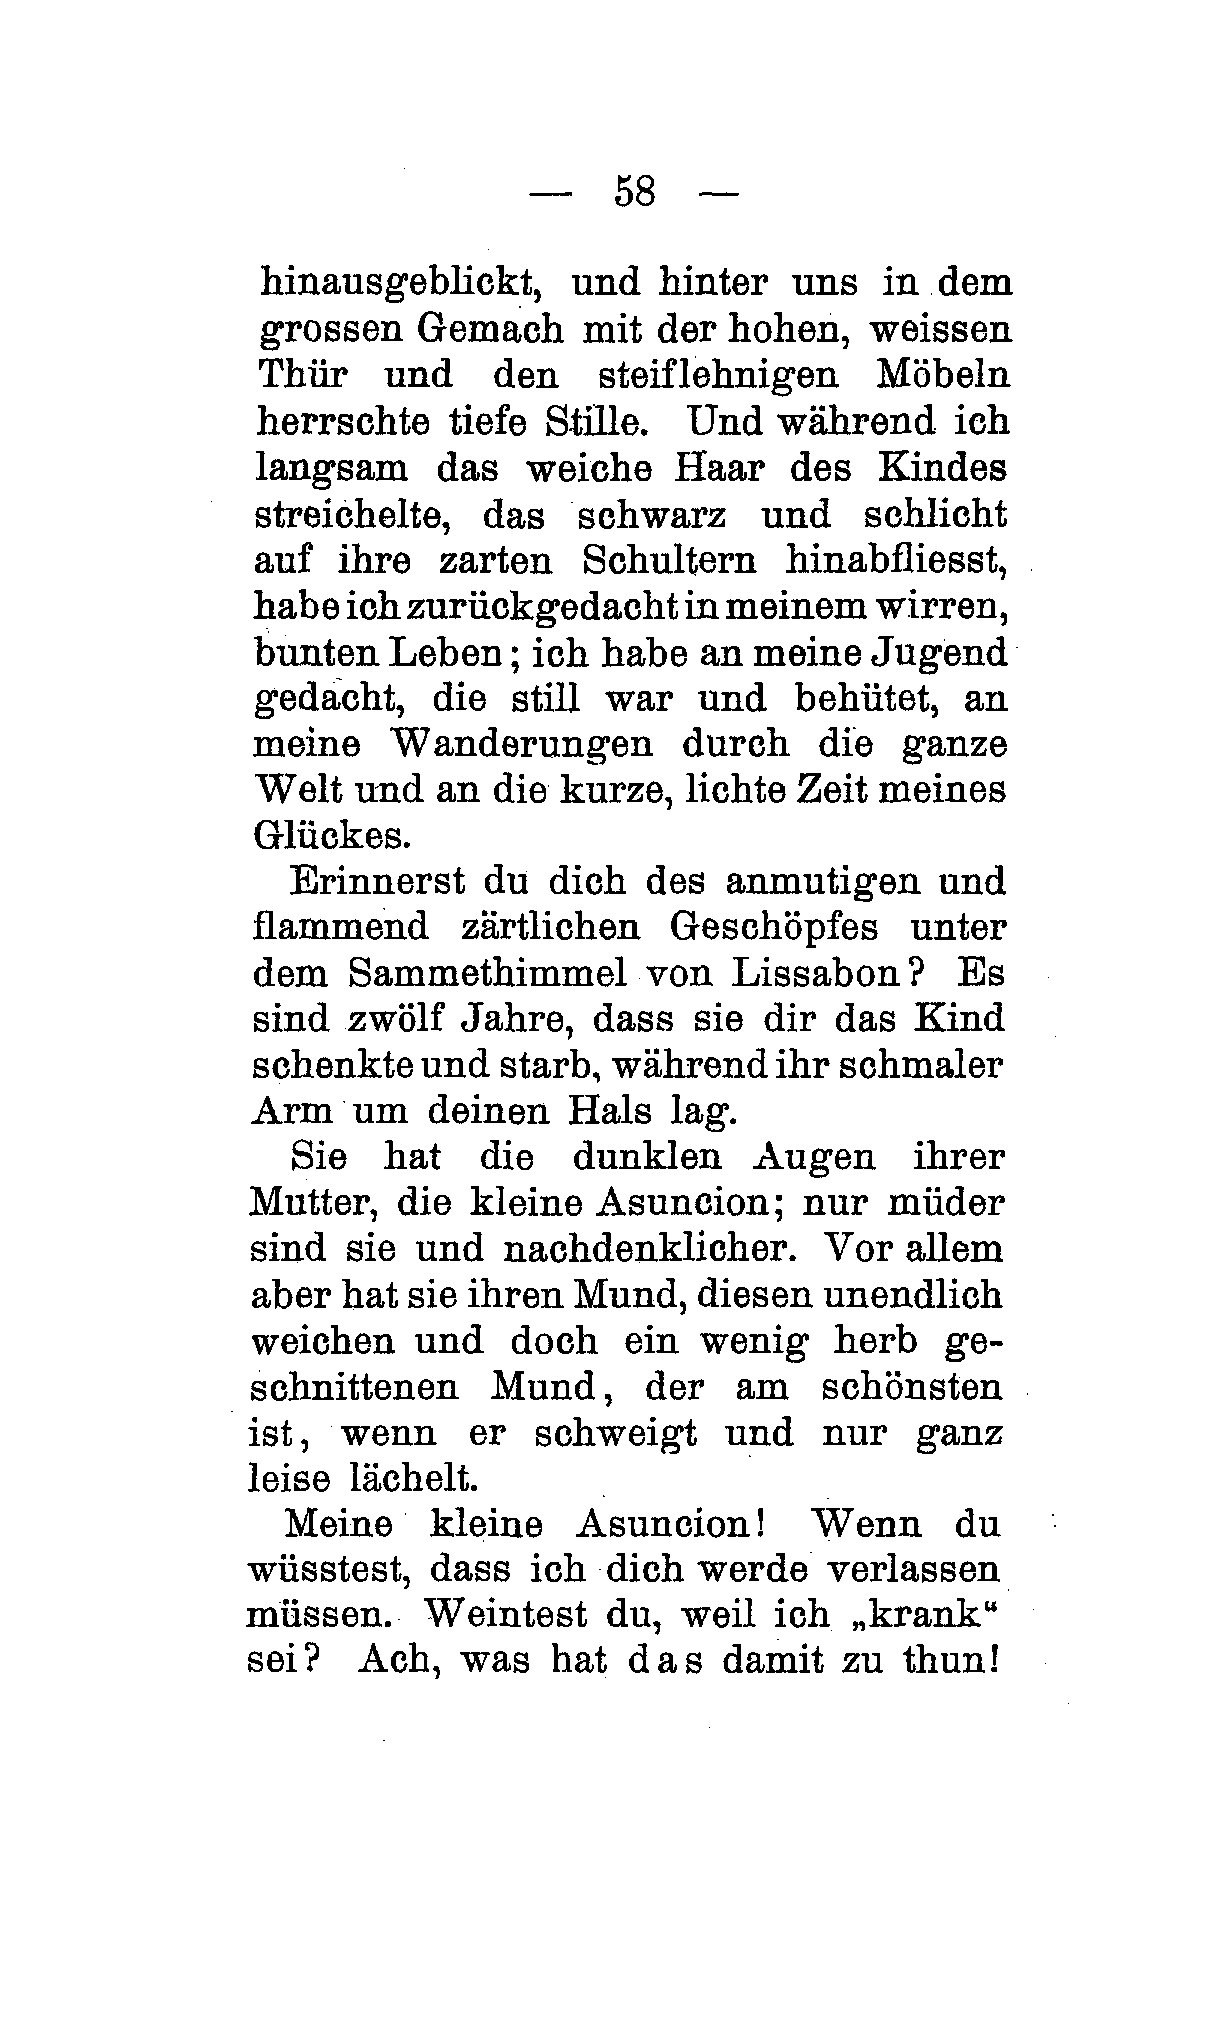 — 58 —
hinausgeblickt, und hinter uns in dem
grossen Gemach mit der hohen, weissen
Thür und den steiflehnigen Möbeln
herrschte tiefe Stille. Und während ich
langsam das weiche Haar des Kindes
streichelte, das schwarz und schlicht
auf ihre zarten Schultern hinabfliesst,
habe ich zurückgedacht in meinem wirren,
bunten Leben; ich habe an meine Jugend
gedacht, die still war und behütet, an
meine Wanderungen durch die ganze
Welt und an die kurze, lichte Zeit meines
Glückes.
Erinnerst du dich des anmutigen und
flammend zärtlichen Geschöpfes unter
dem Sammethimmel von Lissabon? Es
sind zwölf Jahre, dass sie dir das Kind
schenkte und starb, während ihr schmaler
Arm um deinen Hals lag.
Sie hat die dunklen Augen ihrer
Mutter, die kleine Asuncion; nur müder
sind sie und nachdenklicher. Vor allem
aber hat sie ihren Mund, diesen unendlich
weichen und doch ein wenig herb ge-
schnittenen Mund, der am schönsten
ist, wenn er schweigt und nur ganz
leise lächelt.
Meine kleine Asuncion! Wenn du
wüsstest, dass ich dich werde verlassen
müssen. Weintest du, weil ich „krank“
sei? Ach, was hat das damit zu thun!